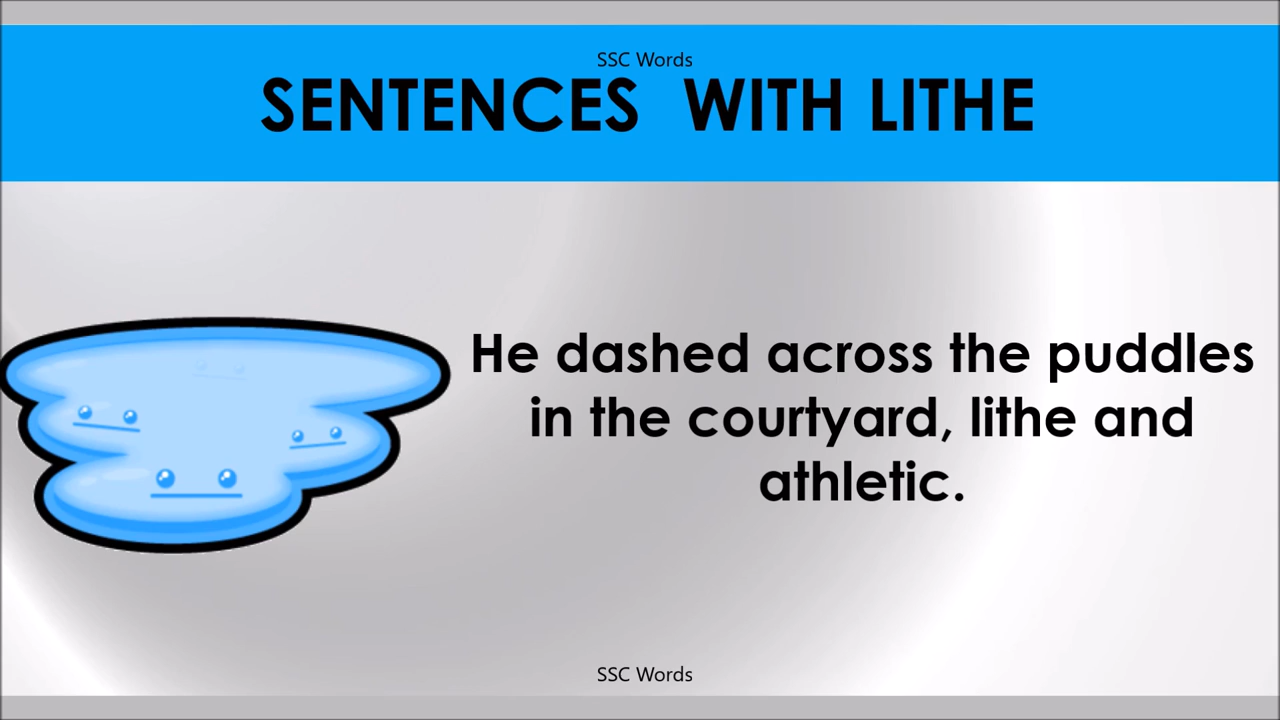 SSC Words
SENTENCES  WITH LITHE
He dashed across the puddles
in the courtyard, lithe and
athletic.
SSC Words